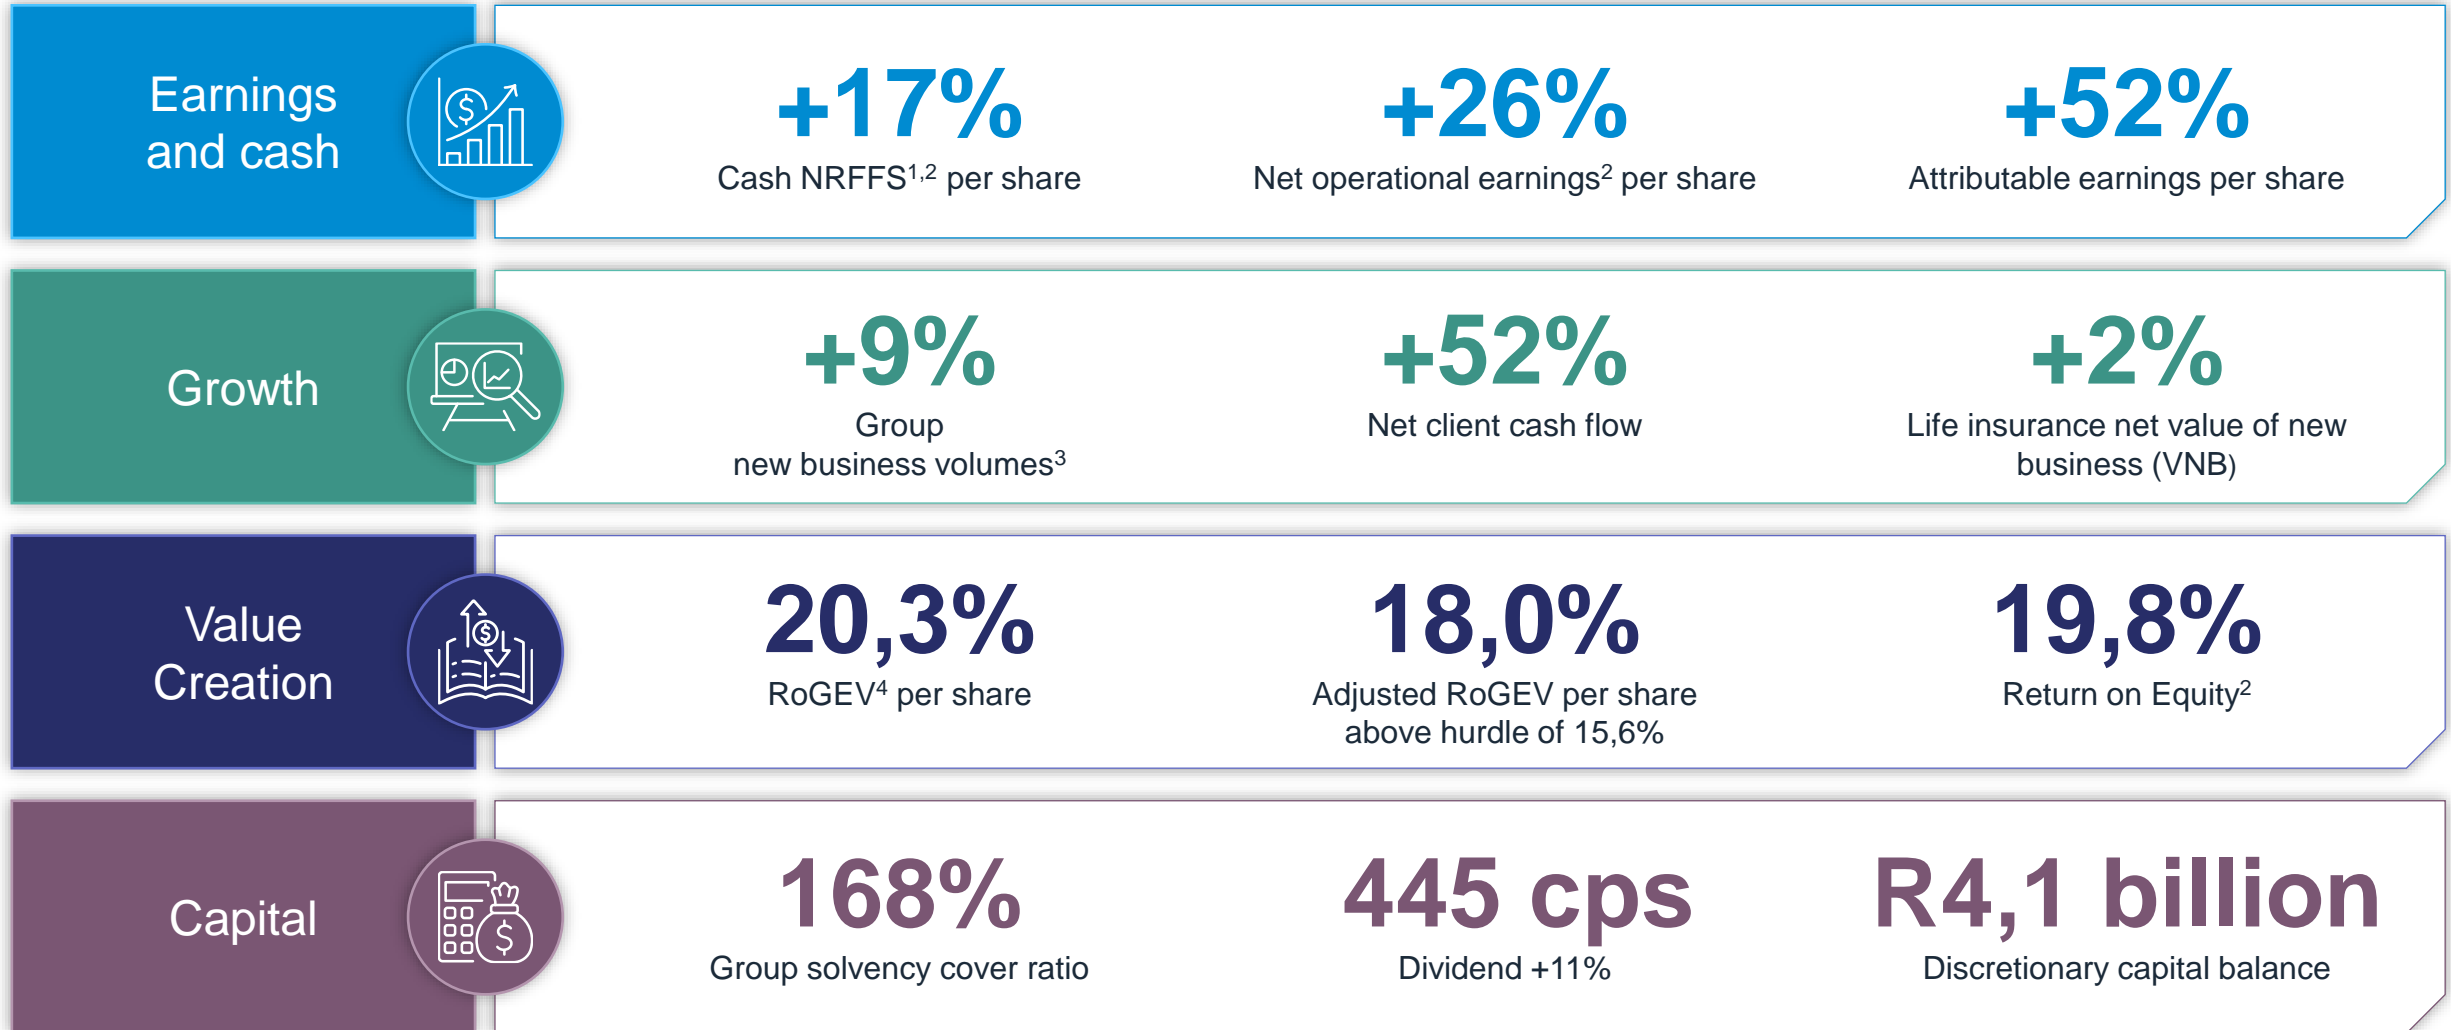 Earnings
and cash
+17%
Cash NRFFS1,2 per share
+26%
Net operational earnings2 per share
+52%
Attributable earnings per share
Growth
+9%
Group
new business volumes3
+52%
Net client cash flow
+2%
Life insurance net value of new
business (VNB)
Value
Creation
20,3%
RoGEV4 per share
18,0%
Adjusted RoGEV per share
above hurdle of 15,6%
19,8%
Return on Equity2
Capital
168%
Group solvency cover ratio
445 cps
Dividend +11%
R4,1 billion
Discretionary capital balance